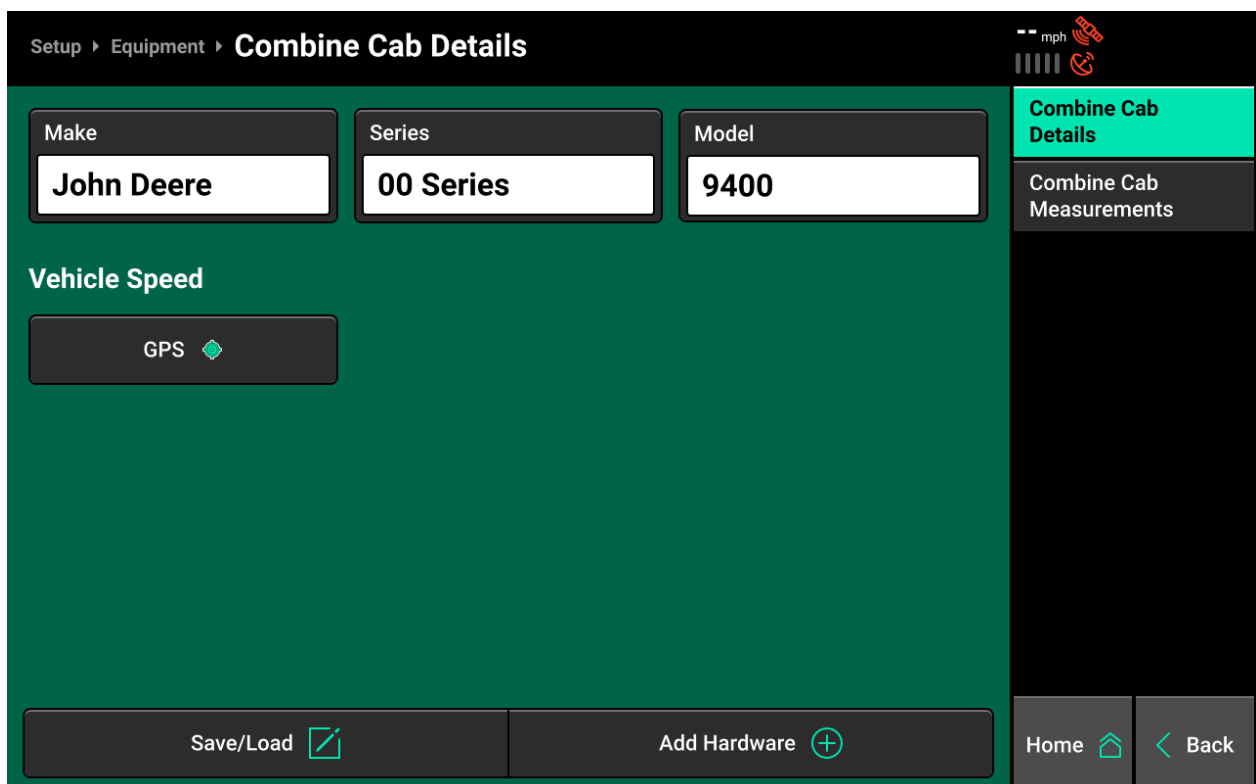 Setup ▸ Equipment ▸ Combine Cab Details
-- mph
Make
John Deere
Series
00 Series
Model
9400
Vehicle Speed
GPS
Save/Load
Add Hardware
Combine Cab
Details
Combine Cab
Measurements
Home
Back